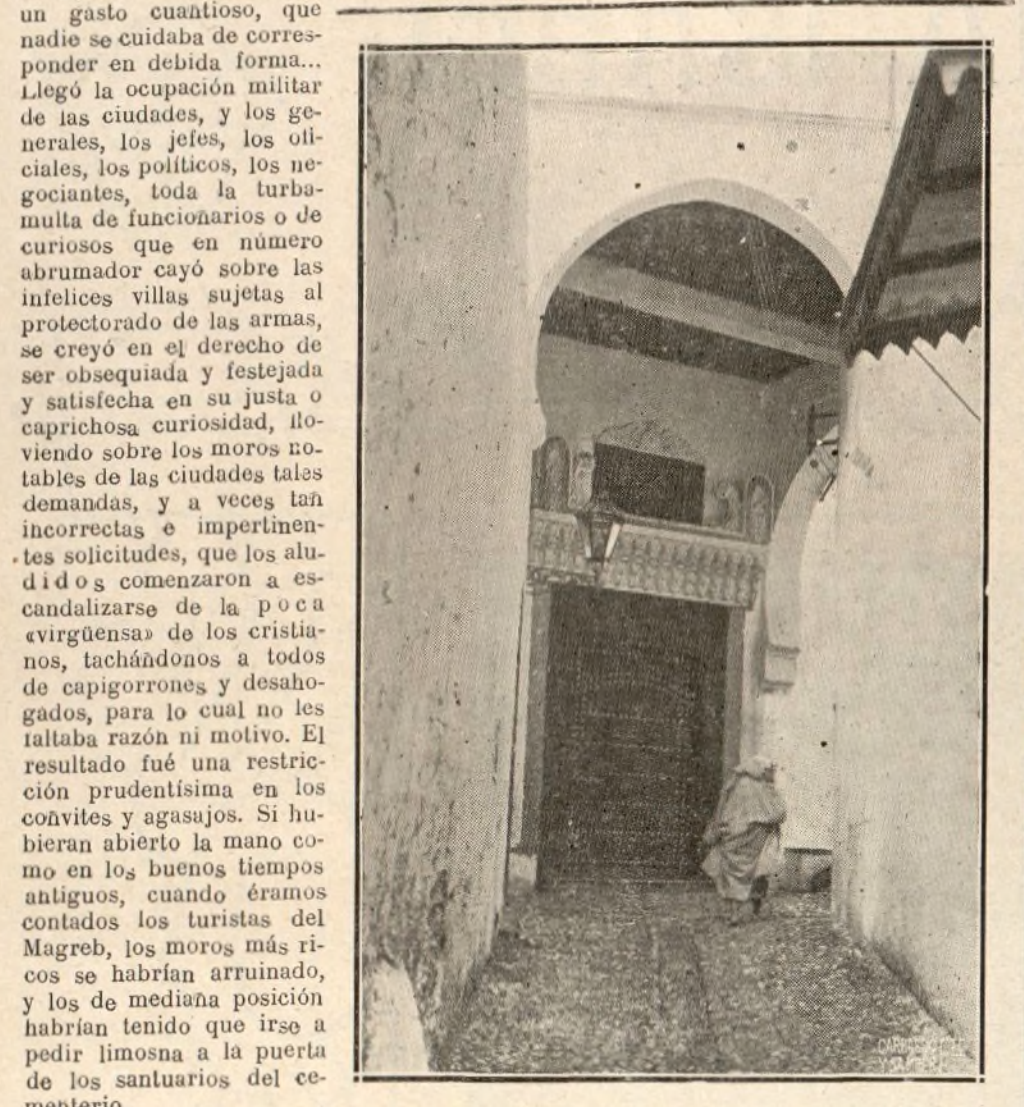 un gasto cuantioso, que
nadie se cuidaba de corres-
ponder en debida forma...
Llegó la ocupación militar
de las ciudades, y los ge-
nerales, los jefes, los ofi-
ciales, los políticos, los ne-
gociantes, toda la turba-
multa de funcionarios o de
curiosos que en número
abrumador cayó sobre las
infelices villas sujetas al
protectorado de las armas,
se creyó en el derecho de
ser obsequiada y festejada
y satisfecha en su justa o
caprichosa curiosidad, llo-
viendo sobre los moros no-
tables de las ciudades tales
demandas, y a veces tan
incorrectas e impertinen-
tes solicitudes, que los alu-
didos comenzaron a es-
candalizarse de la poca
«virgüensa» de los cristia-
nos, tachándonos a todos
de capigorrones y desaho-
gados, para lo cual no les
faltaba razón ni motivo. El
resultado fué una restric-
ción prudentísima en los
convites y agasajos. Si hu-
bieran abierto la mano co-
mo en los buenos tiempos
antiguos, cuando éramos
contados los turistas del
Magreb, los moros más ri-
cos se habrían arruinado,
y los de mediana posición
habrían tenido que irse a
pedir limosna a la puerta
de los santuarios del ce-
menterio